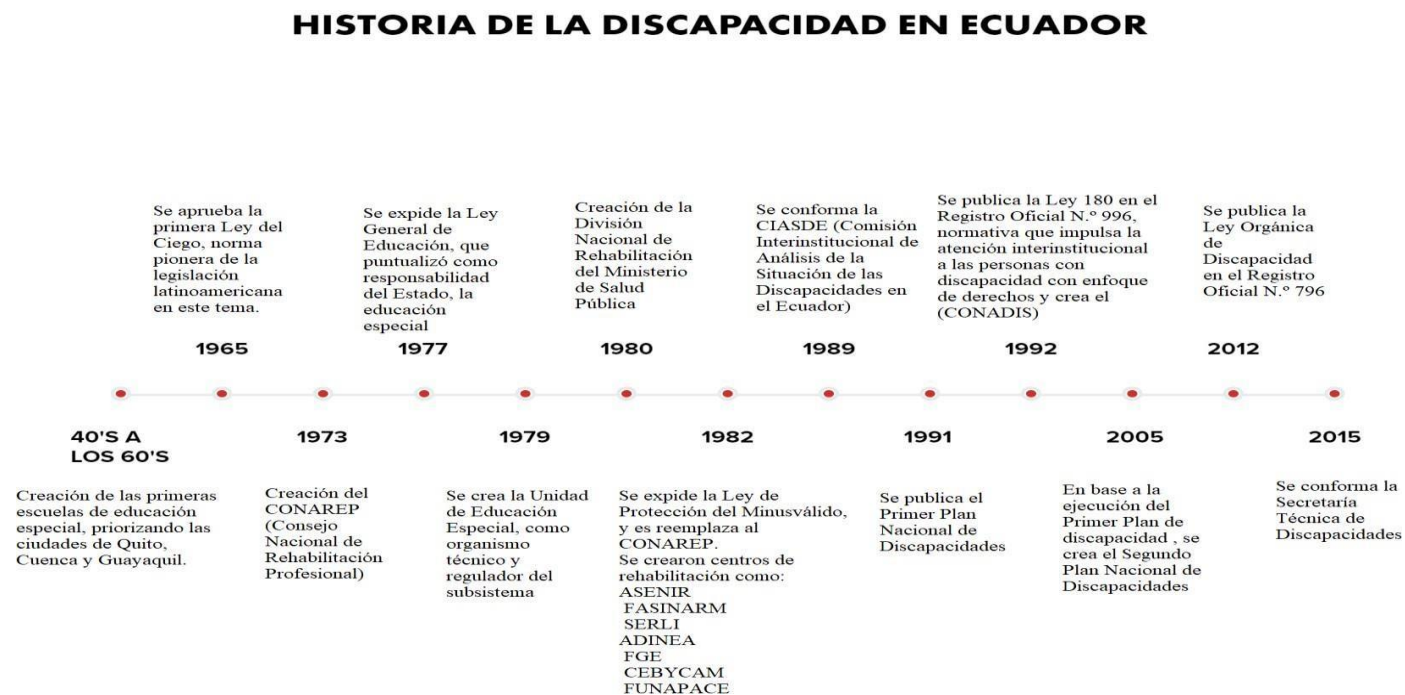 HISTORIA DE LA DISCAPACIDAD EN ECUADOR
Se aprueba la
primera Ley del
Ciego, norma
pionera de la
legislación
latinoamericana
en este tema.
1965
Se expide la Ley
General de
Educación, que
puntualizó como
responsabilidad
del Estado, la
educación
especial
1977
Creación de la
División
Nacional de
Rehabilitación
del Ministerio
de Salud
Pública
1980
Se conforma la
CIASDE (Comisión
Interinstitucional de
Análisis de la
Situación de las
Discapacidades en
el Ecuador)
1989
Se publica la Ley 180 en el
Registro Oficial N.º 996,
normativa que impulsa la
atención interinstitucional
a las personas con
discapacidad con enfoque
de derechos y crea el
(CONADIS)
1992
Se publica la
Ley Orgánica
de
Discapacidad
en el Registro
Oficial N.º 796
2012
40'S A
LOS 60'S
Creación de las primeras
escuelas de educación
especial, priorizando las
ciudades de Quito,
Cuenca y Guayaquil.
1973
Creación del
CONAREP
(Consejo
Nacional de
Rehabilitación
Profesional)
1979
Se crea la Unidad
de Educación
Especial, como
organismo
técnico y
regulador del
subsistema
1982
Se expide la Ley de
Protección del Minusválido,
y es reemplaza al
CONAREP.
Se crearon centros de
rehabilitación como:
ASENIR
FASINARM
SERLI
ADINEA
FGE
CEBYCAM
FUNAPACE
1991
Se publica el
Primer Plan
Nacional de
Discapacidades
2005
En base a la
ejecución del
Primer Plan de
discapacidad , se
crea el Segundo
Plan Nacional de
Discapacidades
2015
Se conforma la
Secretaría
Técnica de
Discapacidades